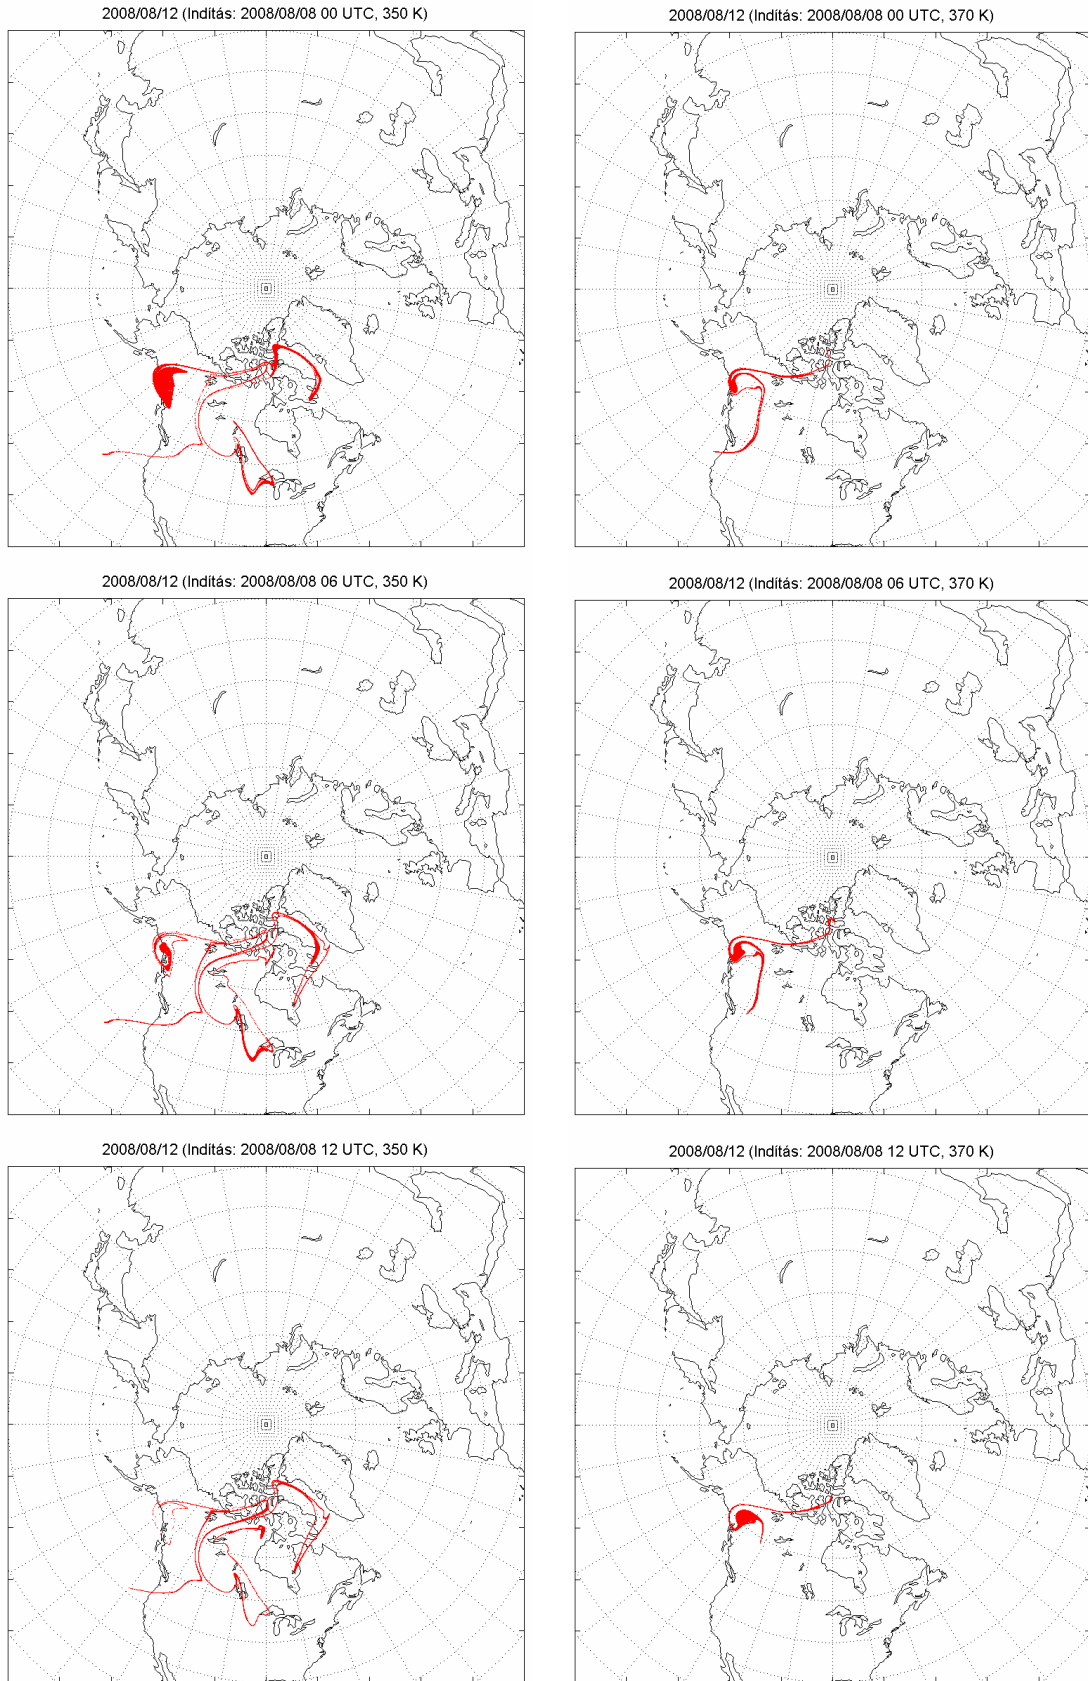 2008/08/12 (Indítás: 2008/08/08 00 UTC, 350 K)
2008/08/12 (Indítás: 2008/08/08 00 UTC, 370 K)
2008/08/12 (Indítás: 2008/08/08 06 UTC, 350 K)
2008/08/12 (Indítás: 2008/08/08 06 UTC, 370 K)
2008/08/12 (Indítás: 2008/08/08 12 UTC, 350 K)
2008/08/12 (Indítás: 2008/08/08 12 UTC, 370 K)